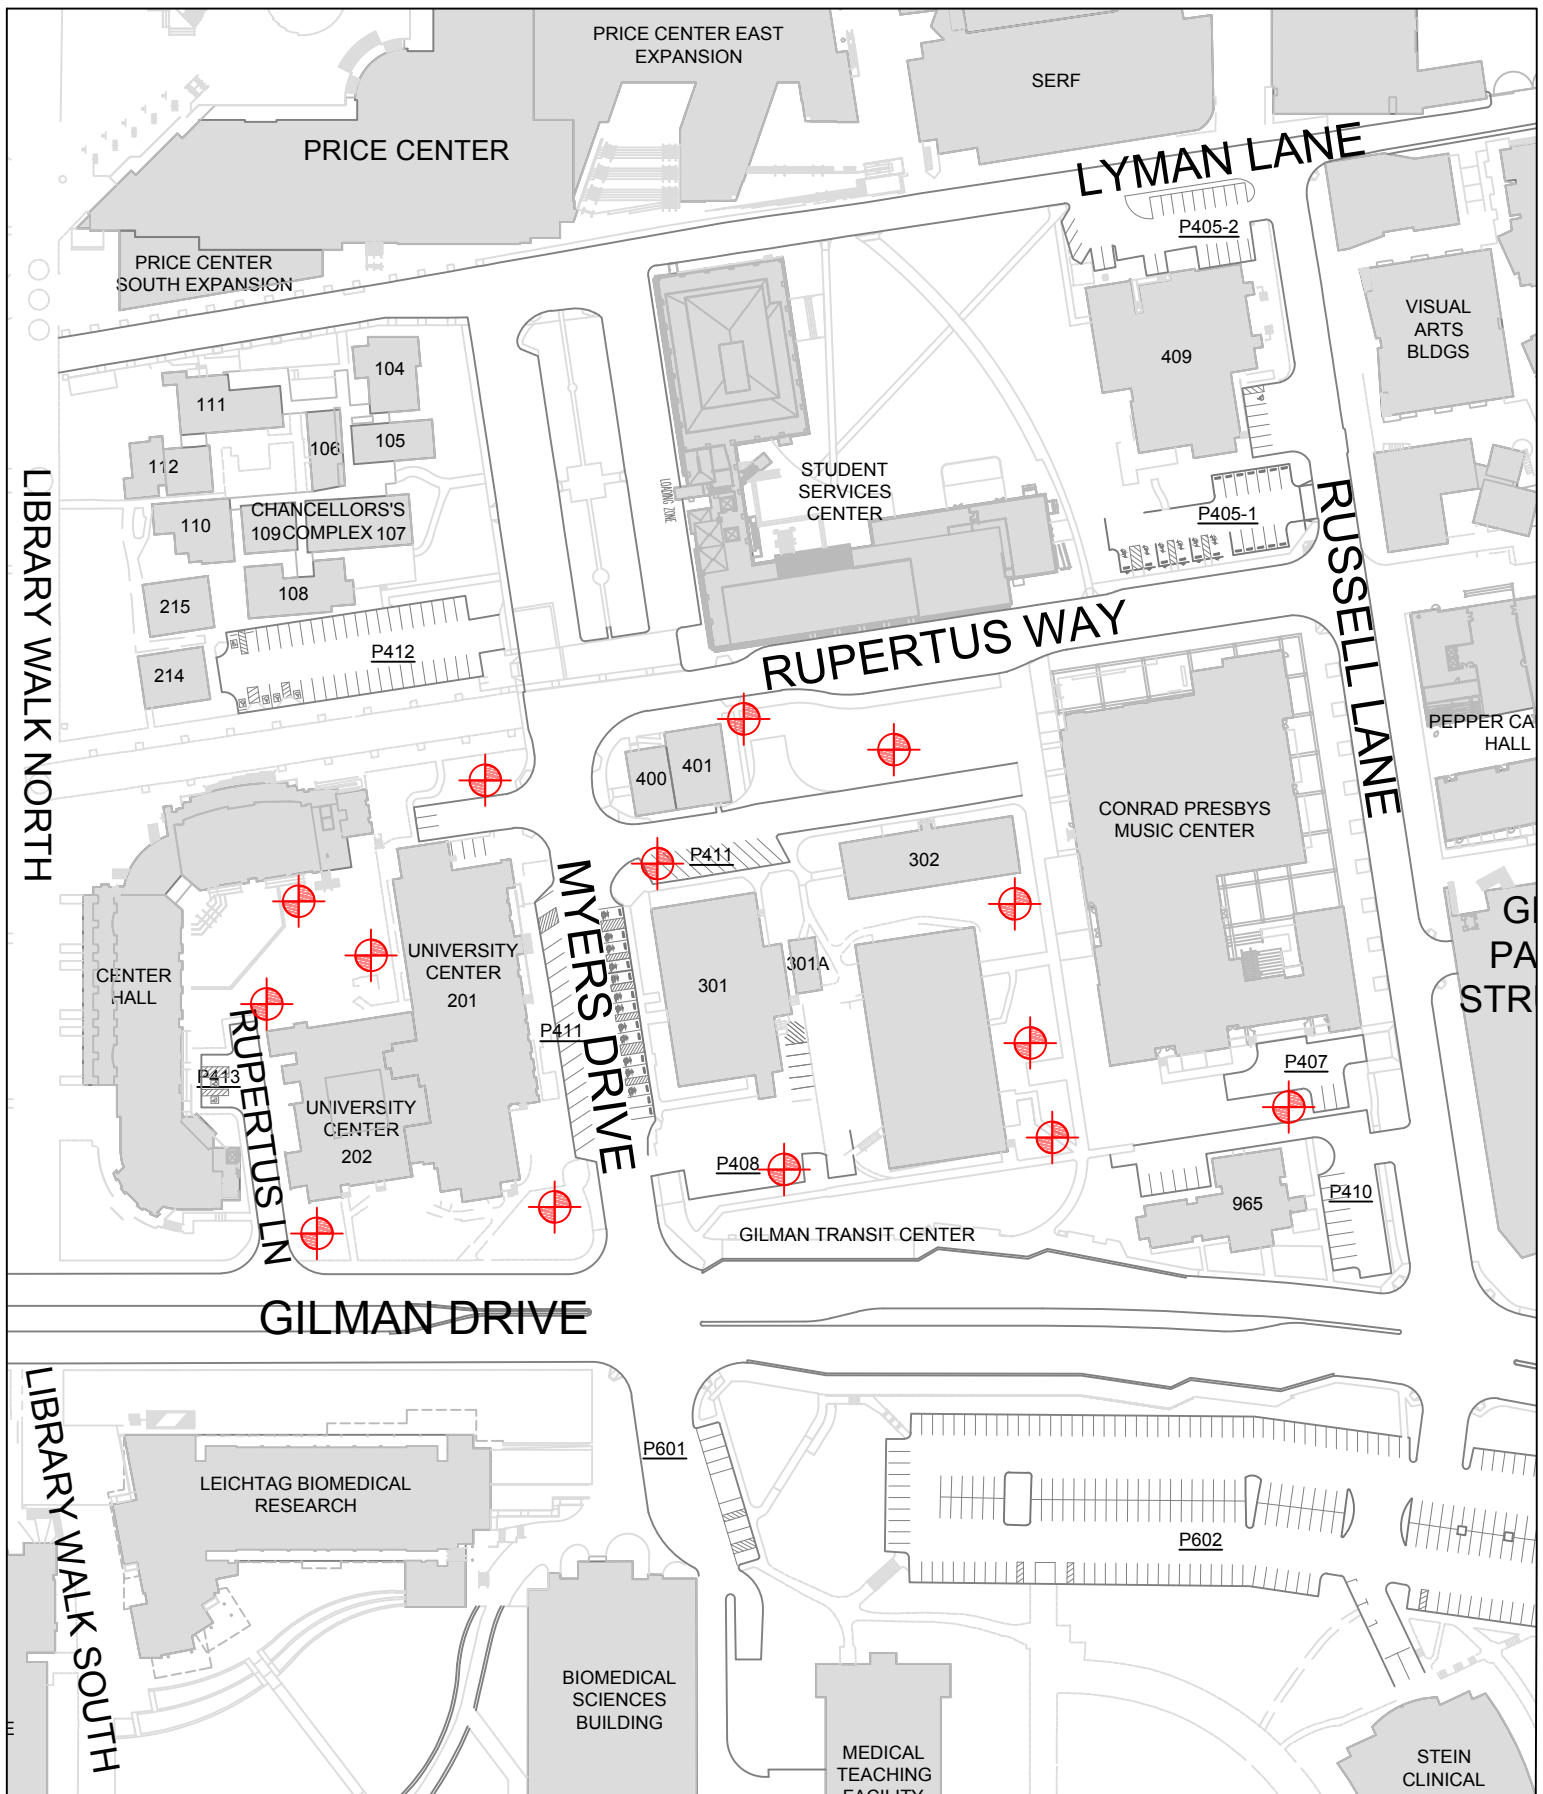 PRICE CENTER EAST
EXPANSION
SERF
PRICE CENTER
LYMAN LANE
P405-2
PRICE CENTER
SOUTH EXPANSION
VISUAL
ARTS
BLDGS
409
104
111
105
106
112
STUDENT
SERVICES
CENTER
LOADING ZONE
CHANCELLORS'S
109 COMPLEX 107
110
P405-1
RUSSELL LANE
LIBRARY WALK NORTH
108
215
RUPERTUS WAY
P412
214
PEPPER CA
HALL
401
400
CONRAD PRESBYS
MUSIC CENTER
P411
302
MYERS DRIVE
GI
PA
STR
UNIVERSITY
CENTER
201
CENTER
HALL
301A
301
P411
RUPERTUS LN
P413
P407
UNIVERSITY
CENTER
202
P408
P410
965
GILMAN TRANSIT CENTER
GILMAN DRIVE
LIBRARY WALK SOUTH
P601
LEICHTAG BIOMEDICAL
RESEARCH
P602
BIOMEDICAL
SCIENCES
BUILDING
E
MEDICAL
TEACHING
FACILITY
STEIN
CLINICAL